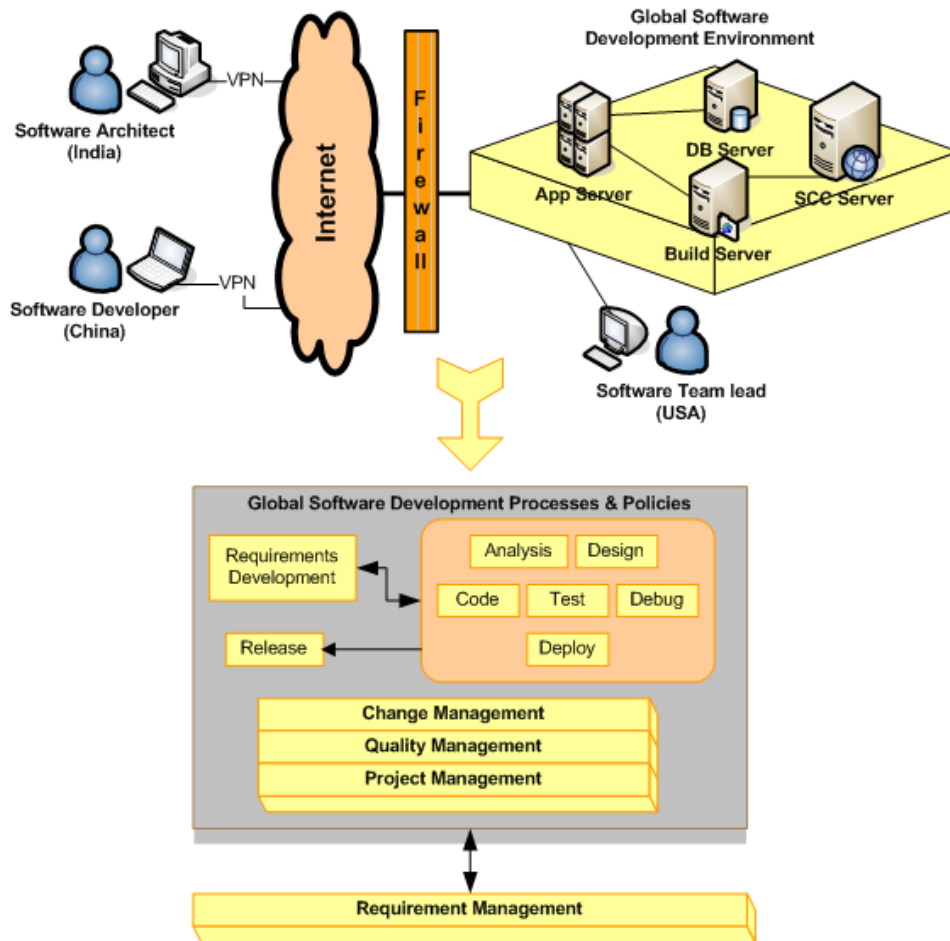 Global Software
Development Environment
VPN
Software Architect
(India)
Internet
Firewall
DB Server
App Server
SCC Server
Build Server
VPN
Software Developer
(China)
Software Team lead
(USA)
Global Software Development Processes & Policies
Requirements
Development
Analysis
Design
Code
Test
Debug
Release
Deploy
Change Management
Quality Management
Project Management
Requirement Management